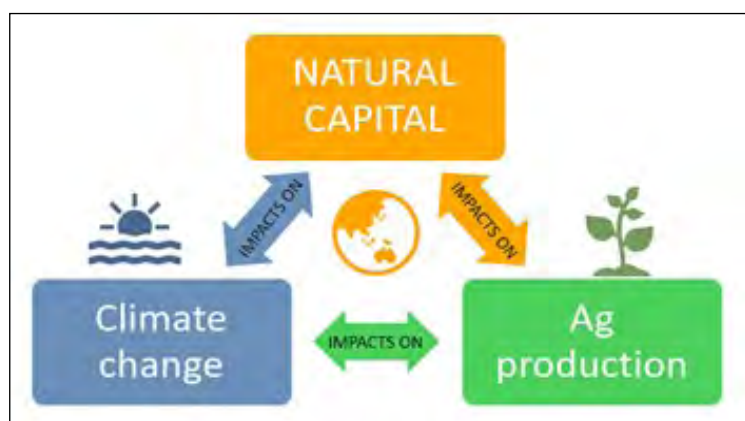 NATURAL
CAPITAL
IMPACTS ON
IMPACTS ON
Climate
change
IMPACTS ON
Ag
production